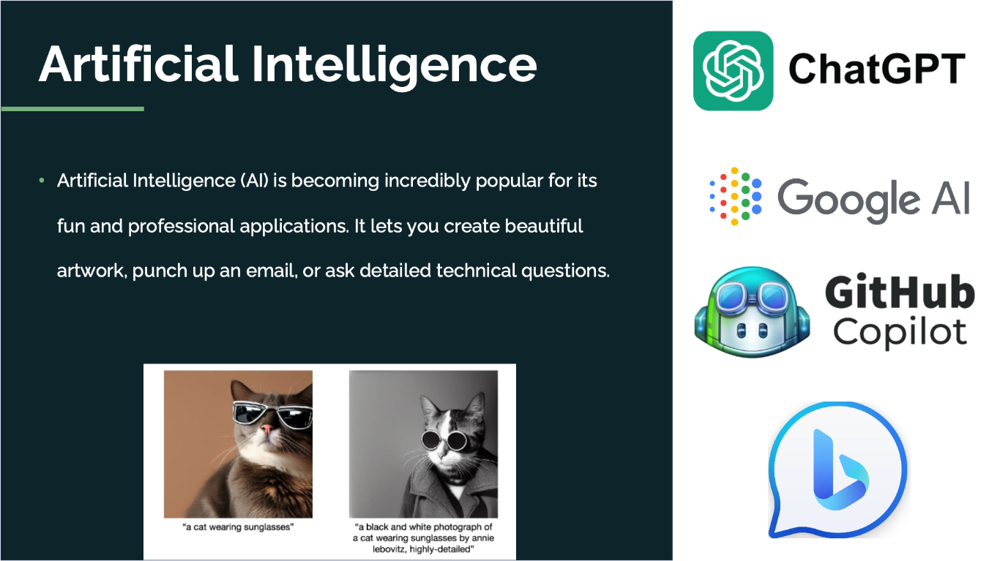 Artificial Intelligence
• Artificial Intelligence (AI) is becoming incredibly popular for its
fun and professional applications. It lets you create beautiful
artwork, punch up an email, or ask detailed technical questions.
"a cat wearing sunglasses"
"a black and white photograph of
a cat wearing sunglasses by annie
lebovitz, highly-detailed"
ChatGPT
Google AI
GitHub
Copilot